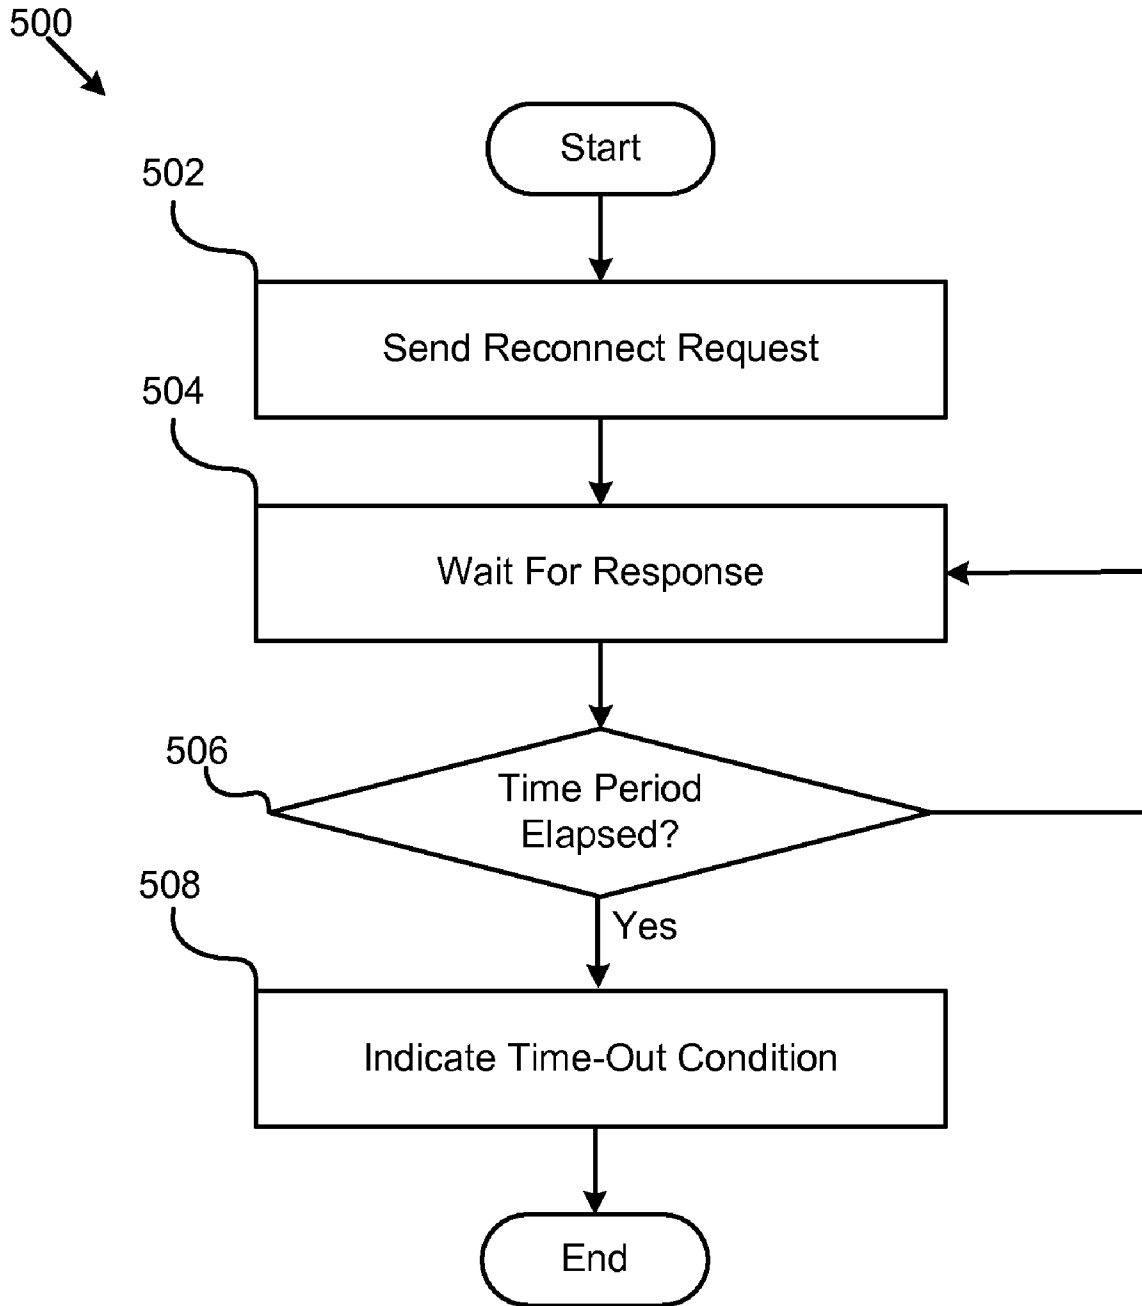 500
Start
502
Send Reconnect Request
504
Wait For Response
506
Time Period
Elapsed?
Yes
508
Indicate Time-Out Condition
End